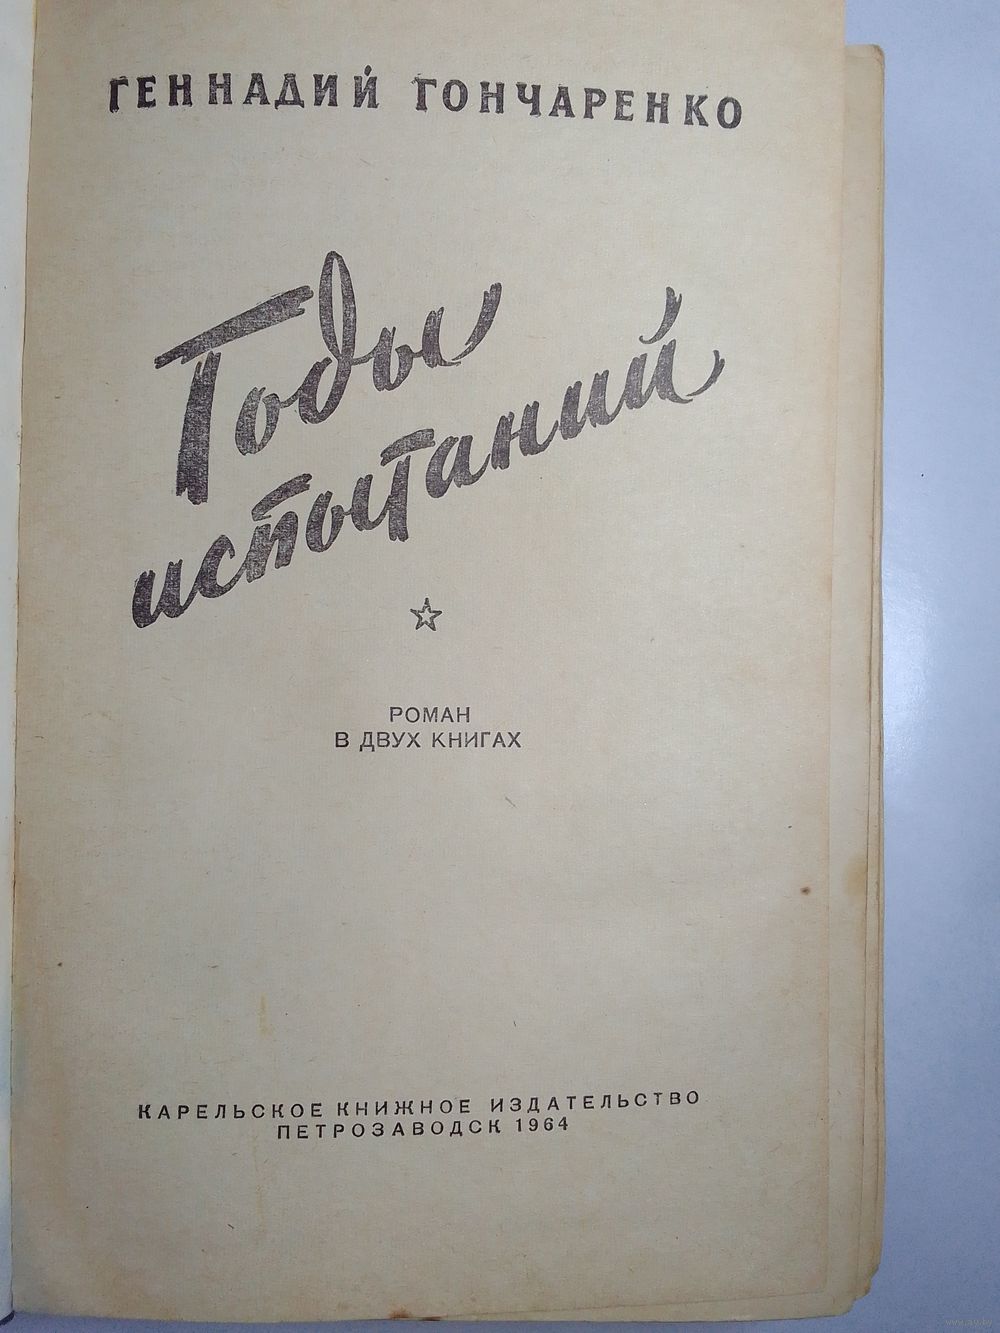 ГЕННАДИЙ ГОНЧАРЕНКО
Годы
испытаний
РОМАН
В ДВУХ КНИГАХ
КАРЕЛЬСКОЕ КНИЖНОЕ ИЗДАТЕЛЬСТВО
ПЕТРОЗАВОДСК 1964